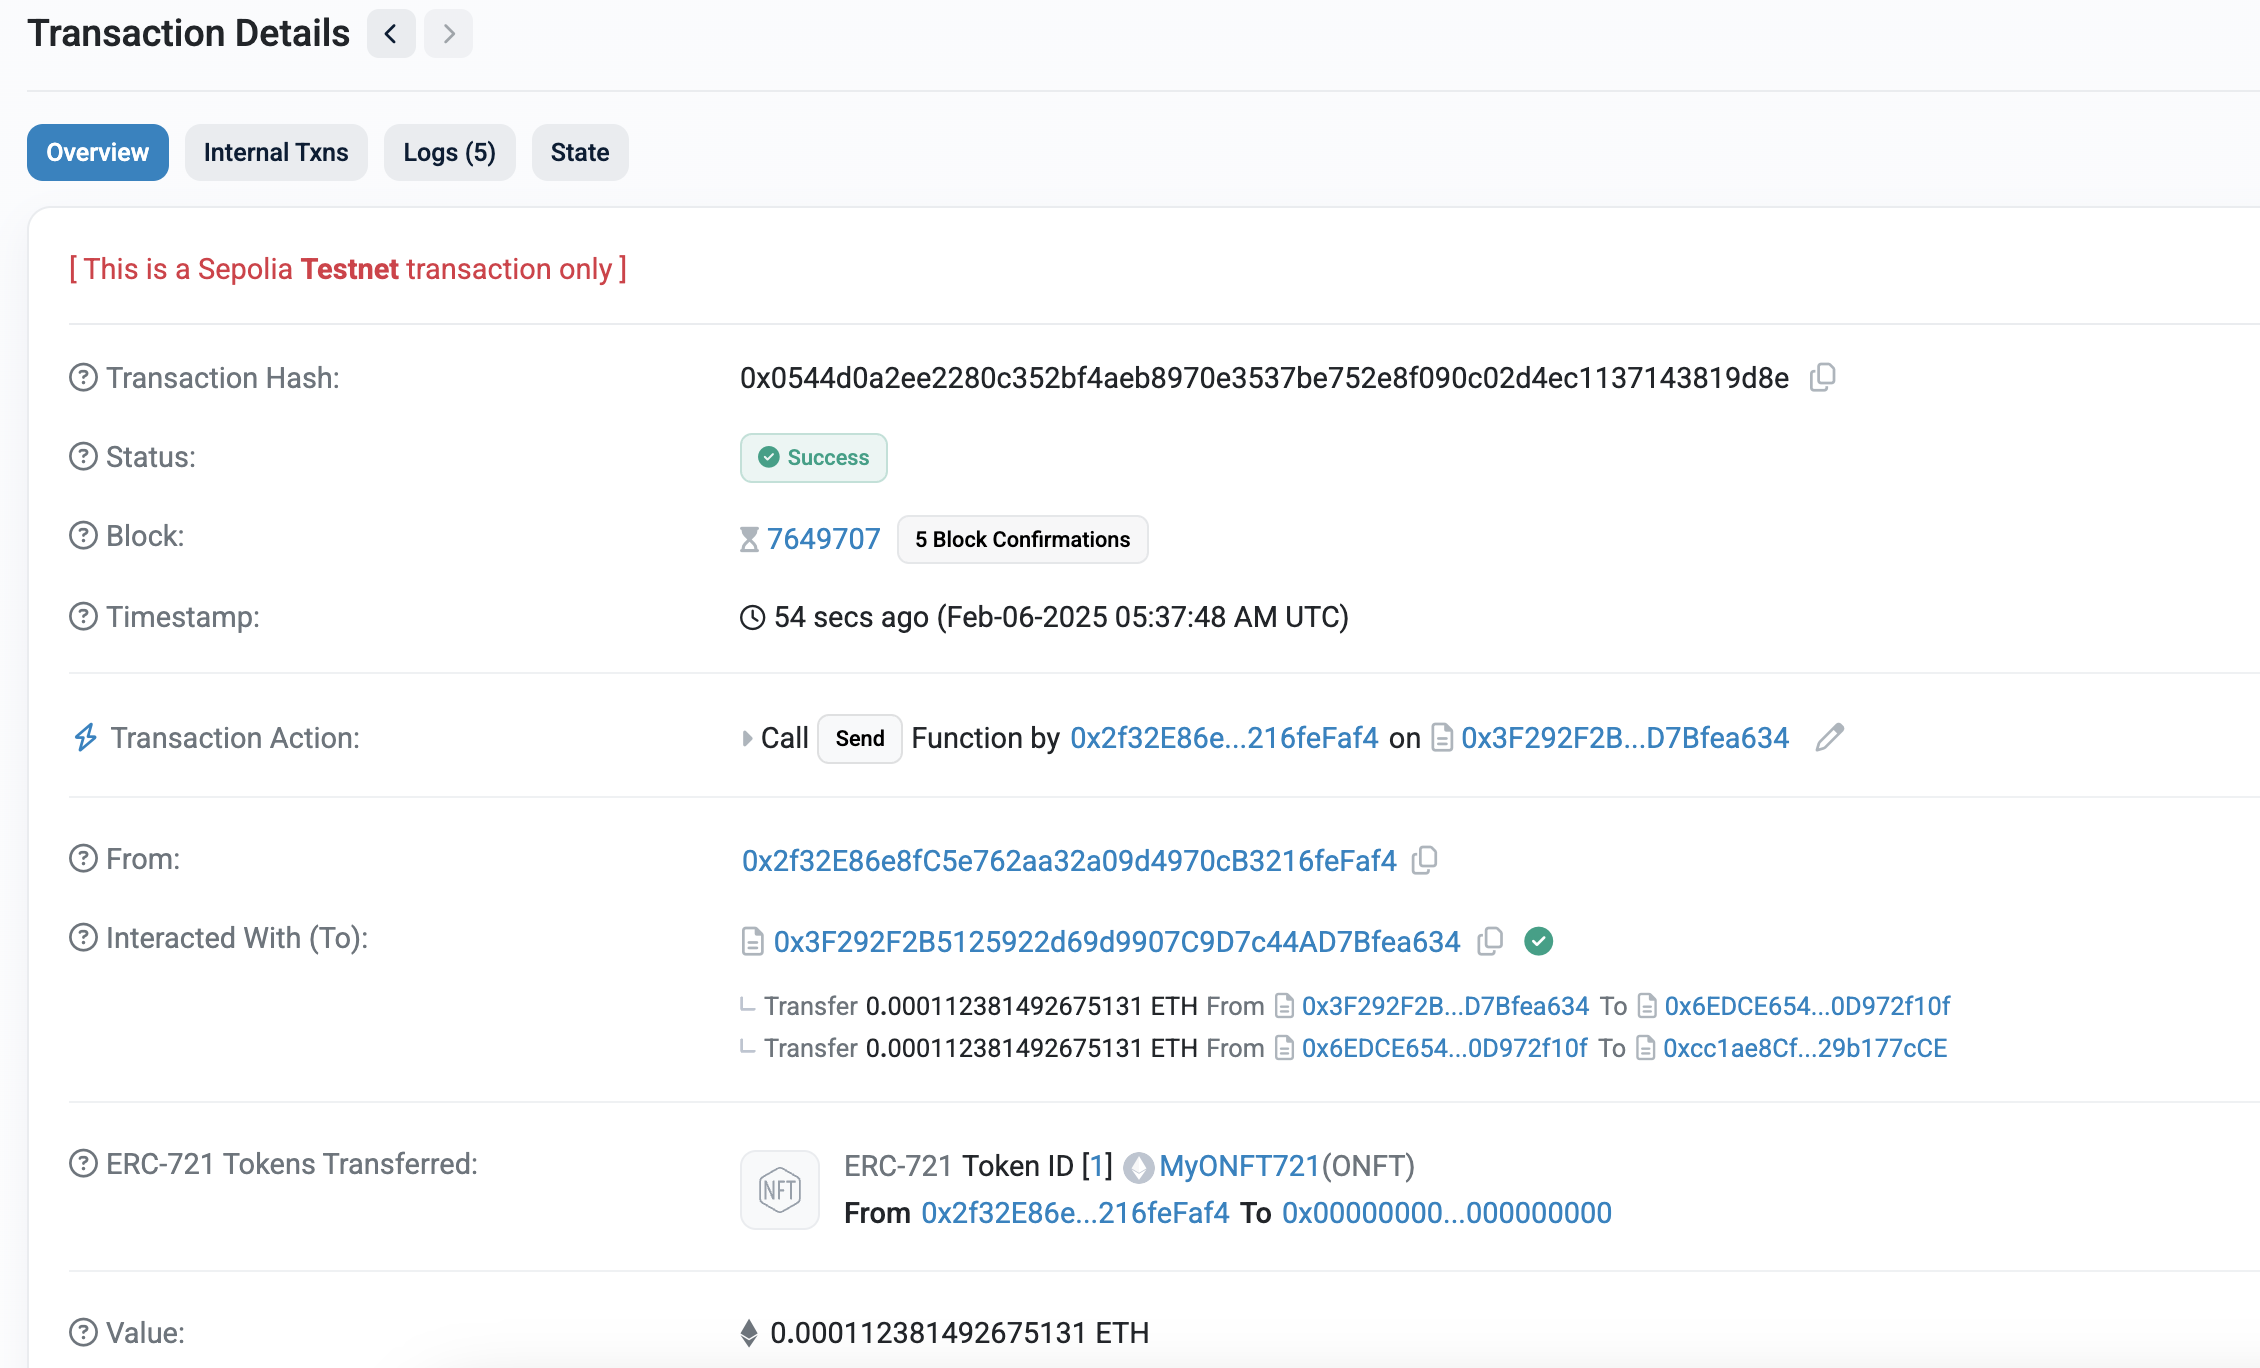 Transaction Details
Overview Internal Txns Logs (5) State
[ This is a Sepolia Testnet transaction only ]
Transaction Hash: 0x0544d0a2ee2280c352bf4aeb8970e3537be752e8f090c02d4ec1137143819d8e
Status: Success
Block: 7649707 5 Block Confirmations
Timestamp: 54 secs ago (Feb-06-2025 05:37:48 AM UTC)
Transaction Action: Call Send Function by 0x2f32E86e...216feFaf4 on 0x3F292F2B...D7Bfea634
From: 0x2f32E86e8fC5e762aa32a09d4970cB3216feFaf4
Interacted With (To): 0x3F292F2B5125922d69d9907C9D7c44AD7Bfea634
Transfer 0.000112381492675131 ETH From 0x3F292F2B...D7Bfea634 To 0x6EDCE654...0D972f10f
Transfer 0.000112381492675131 ETH From 0x6EDCE654...0D972f10f To 0xcc1ae8Cf...29b177cCE
ERC-721 Tokens Transferred: NFT ERC-721 Token ID [1] MyONFT721(ONFT)
From 0x2f32E86e...216feFaf4 To 0x00000000...000000000
Value: 0.000112381492675131 ETH